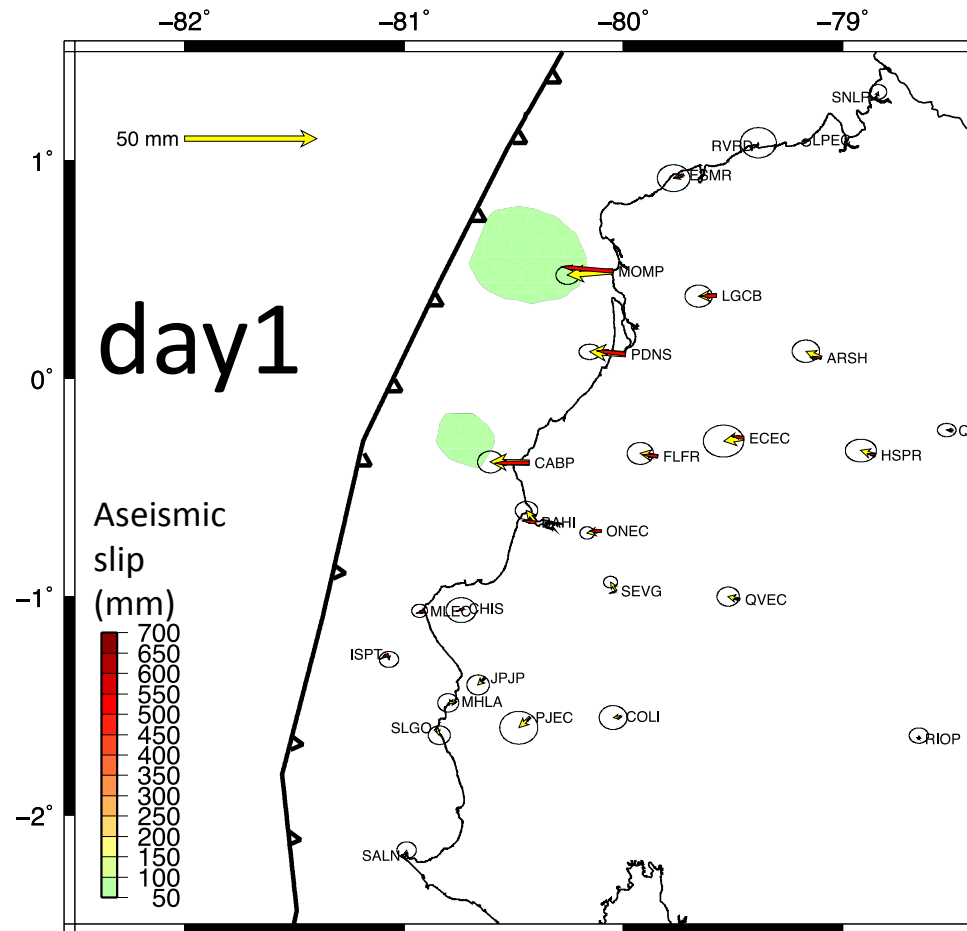 −82˚ −81˚ −80˚ −79˚
SNLR
50 mm
RVRD
LPEC
1˚
ESMR
MOMP
LGCB
day1
PDNS
ARSH
0˚
ECEC
Q
CABP
FLFR
HSPR
Aseismic
slip
(mm)
PAHI
ONEC
SEVG
QVEC
−1˚
MLEC
CHIS
700
650
ISPT
600
JPJP
550
MHLA
500
PJEC
COLI
SLGO
450
RIOP
400
350
300
−2˚
250
200
SALN
150
100
50